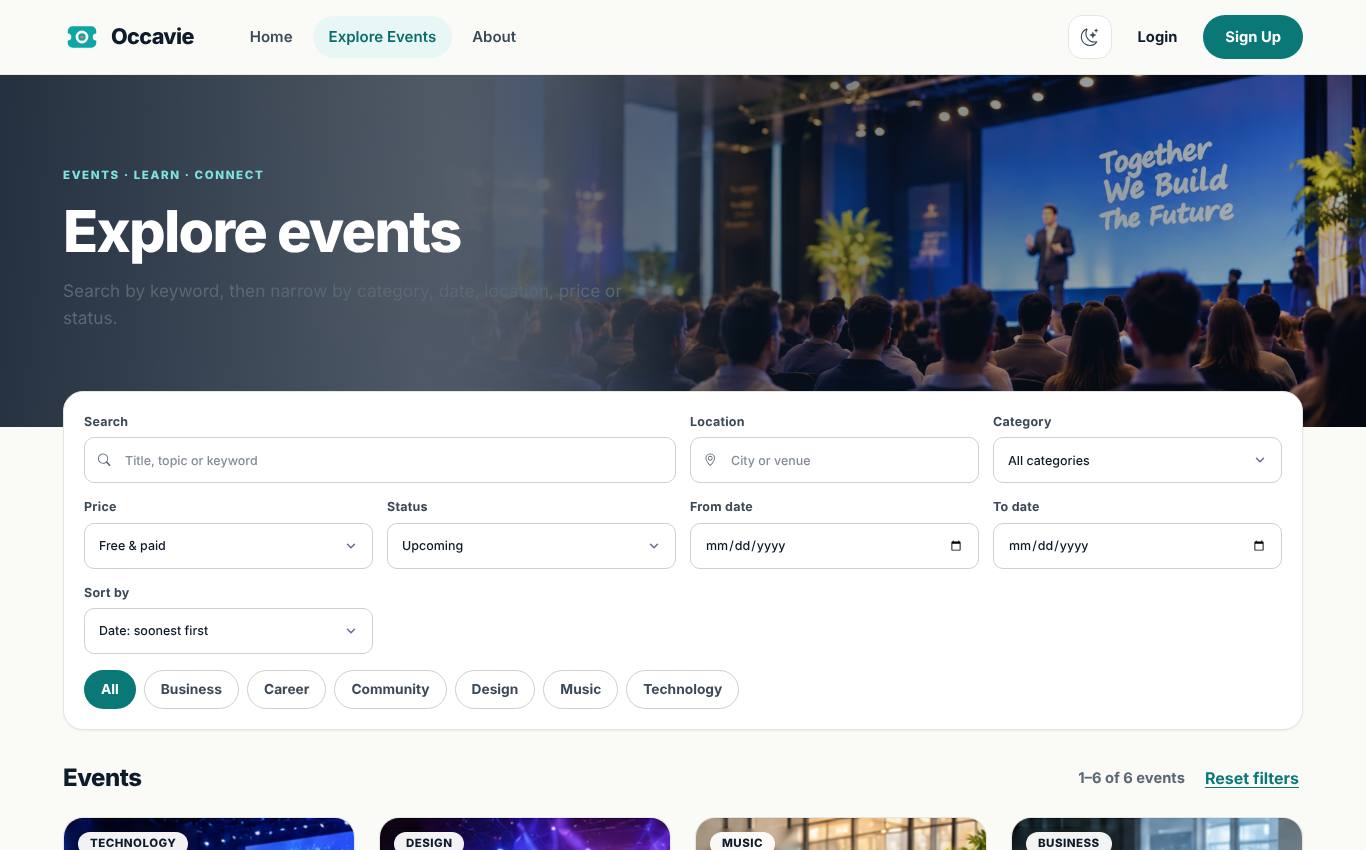 Occavie
Home
Explore Events
About
Login
Sign Up
Together
We Build
The Future
EVENTS · LEARN · CONNECT
Explore events
Search by keyword, then narrow by category, date, location, price or
status.
Search
Location
Category
Title, topic or keyword
City or venue
All categories
Price
Status
From date
To date
Free & paid
Upcoming
mm/dd/yyyy
mm/dd/yyyy
Sort by
Date: soonest first
All
Business
Career
Community
Design
Music
Technology
Events
1–6 of 6 events
Reset filters
TECHNOLOGY
DESIGN
MUSIC
BUSINESS